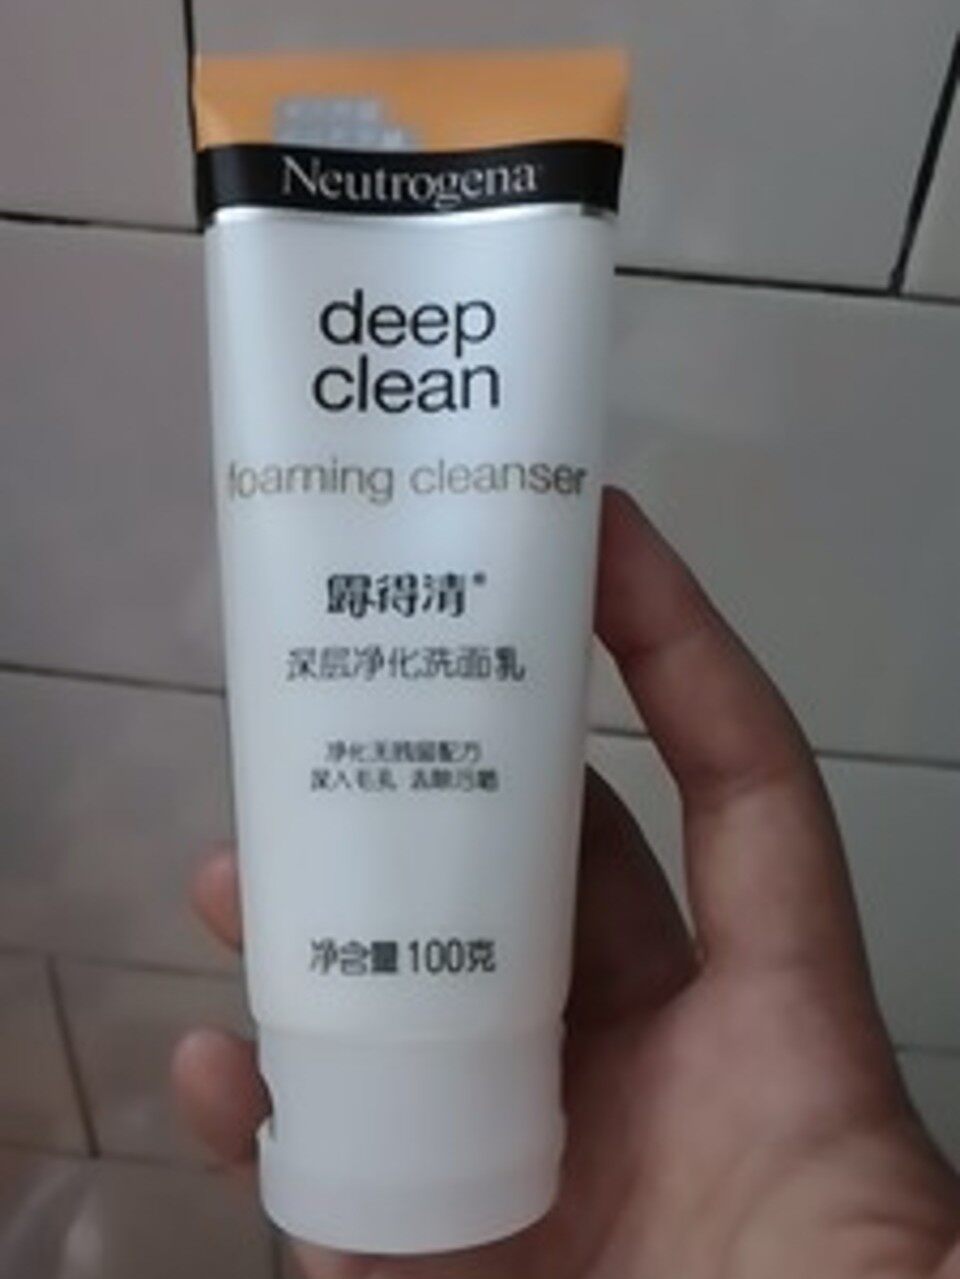 Neutrogena
deep
clean
foaming cleanser
露得清®
深层净化洗面乳
净化无残留配方
深入毛孔 去除污垢
净含量 100克